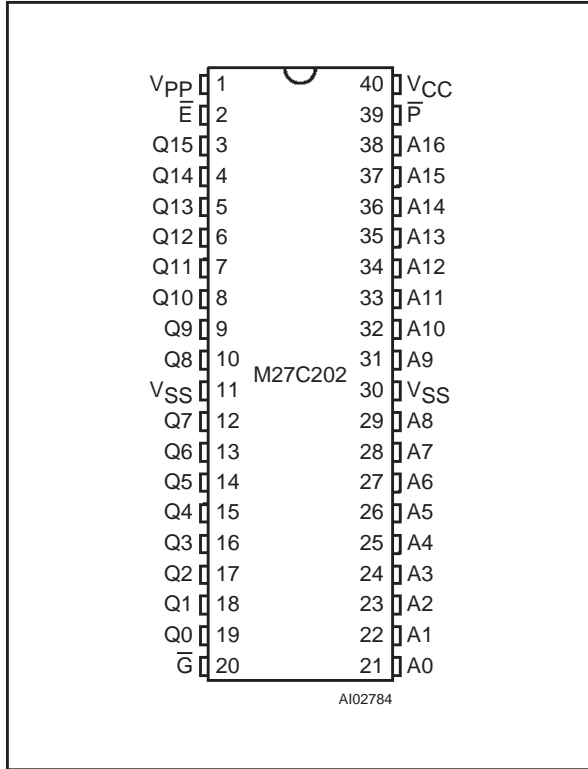 VPP 1 40 VCC
E̅ 2 39 P̅
Q15 3 38 A16
Q14 4 37 A15
Q13 5 36 A14
Q12 6 35 A13
Q11 7 34 A12
Q10 8 33 A11
Q9 9 32 A10
Q8 10 31 A9
M27C202
VSS 11 30 VSS
Q7 12 29 A8
Q6 13 28 A7
Q5 14 27 A6
Q4 15 26 A5
Q3 16 25 A4
Q2 17 24 A3
Q1 18 23 A2
Q0 19 22 A1
G̅ 20 21 A0
AI02784